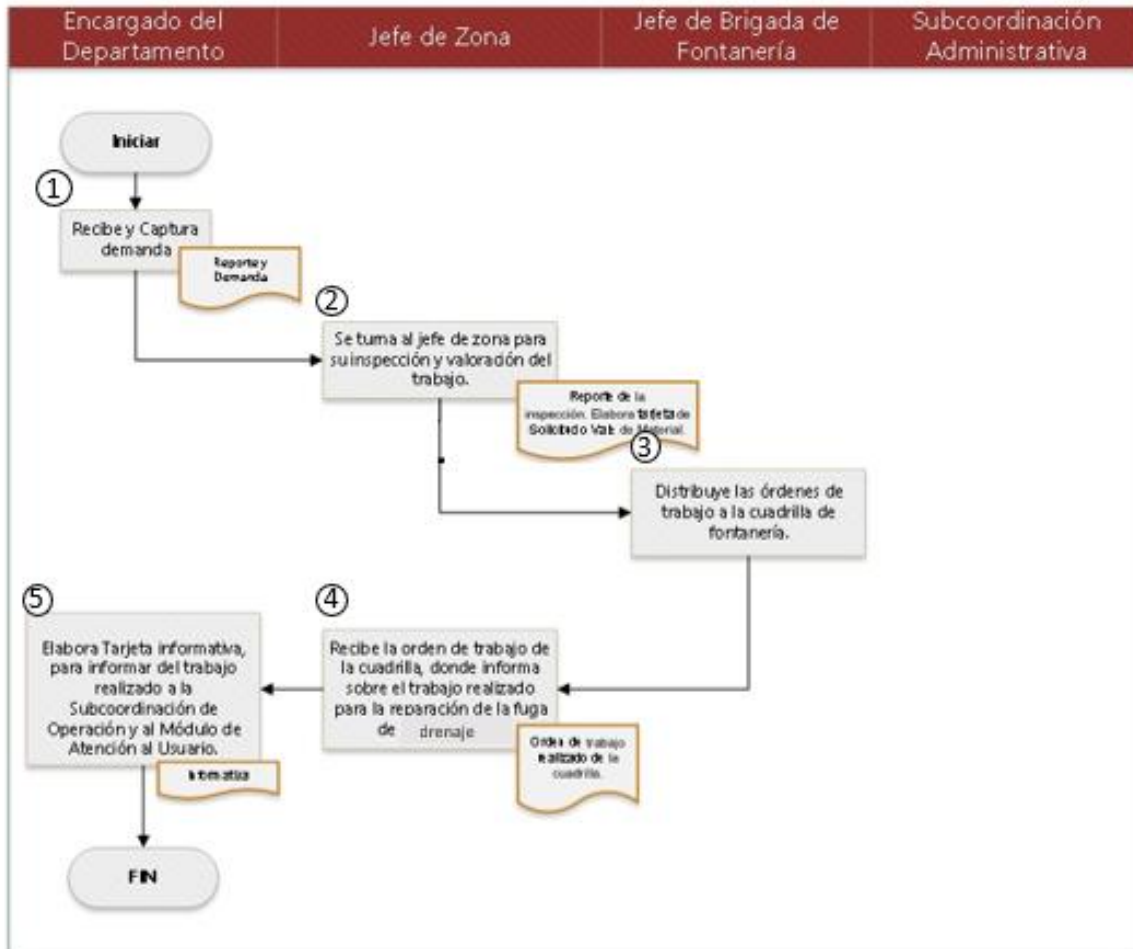 Encargado del
Departamento
Jefe de Zona
Jefe de Brigada de
Fontanería
Subcoordinación
Administrativa
Iniciar
1
Recibe y Captura
demanda
Reporte y
Demanda
2
Se turna al jefe de zona para
su inspección y valoración del
trabajo.
Reporte de la
inspección. Elabora tarjeta de
Solicitud o Vale de Material.
3
Distribuye las órdenes de
trabajo a la cuadrilla de
fontanería.
4
Recibe la orden de trabajo de
la cuadrilla, donde informa
sobre el trabajo realizado
para la reparación de la fuga
de drenaje
Orden de trabajo
realizado de la
cuadrilla.
5
Elabora Tarjeta informativa,
para informar del trabajo
realizado a la
Subcoordinación de
Operación y al Módulo de
Atención al Usuario.
Informativa
FIN